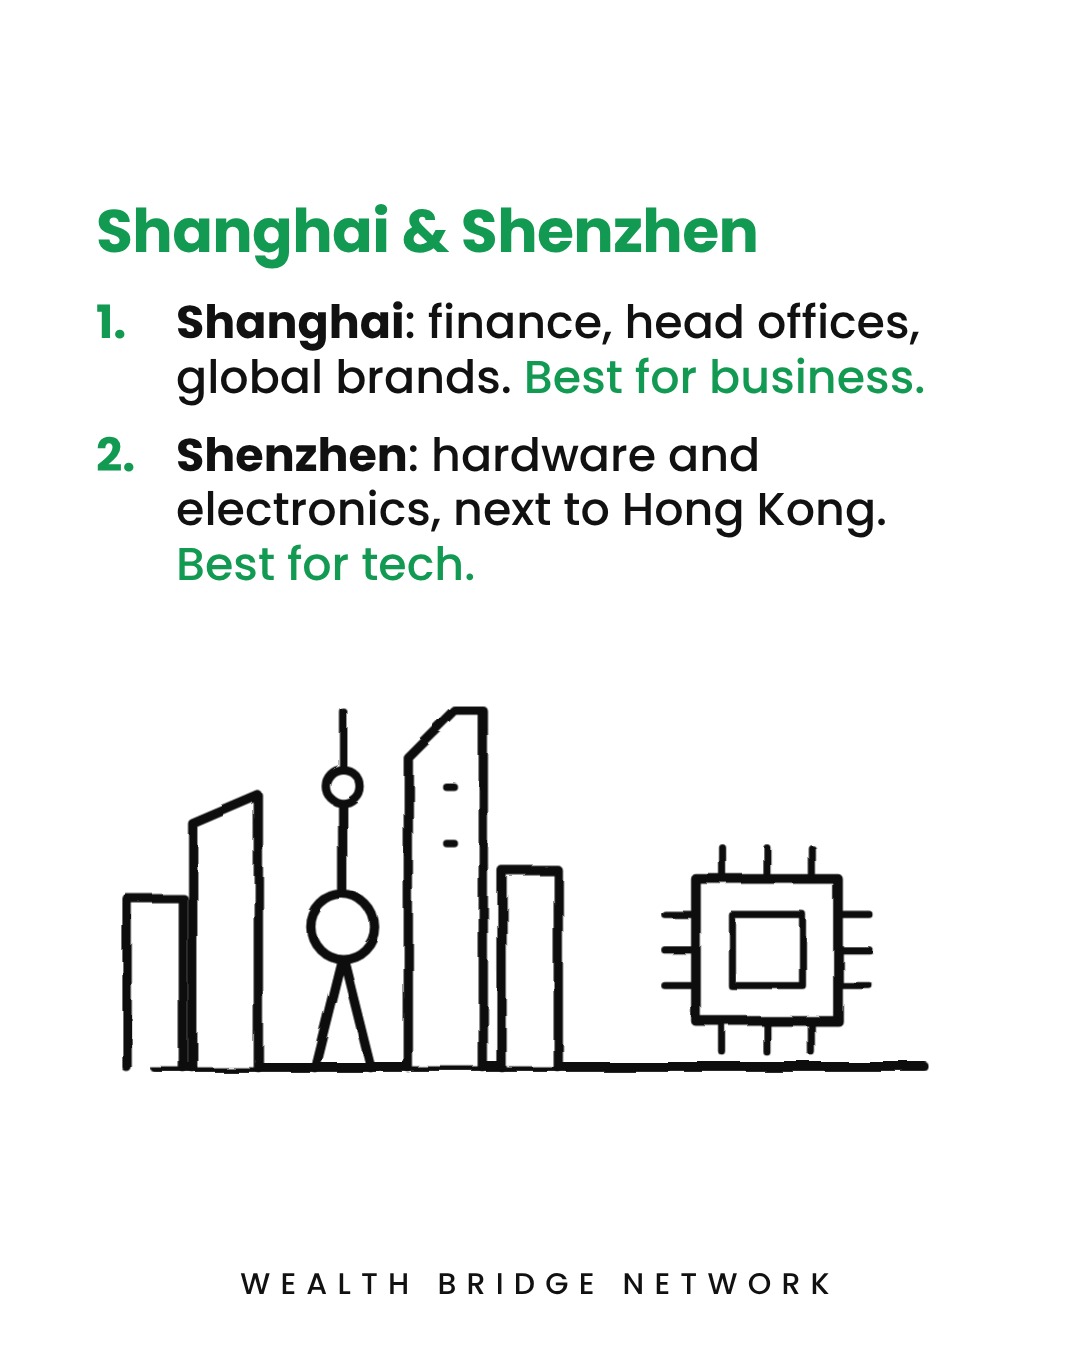 Shanghai & Shenzhen
1. Shanghai: finance, head offices,
global brands. Best for business.
2. Shenzhen: hardware and
electronics, next to Hong Kong.
Best for tech.
WEALTH BRIDGE NETWORK